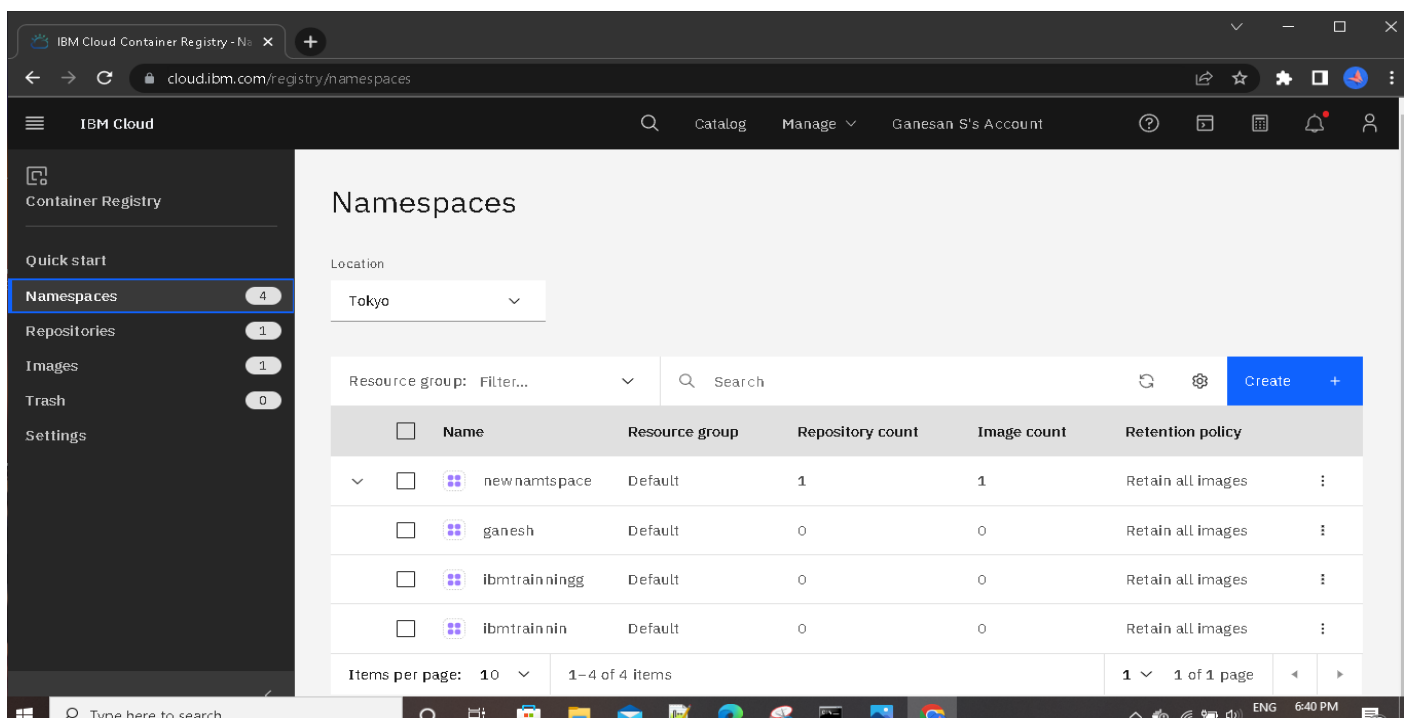 IBM Cloud Container Registry - Na
cloud.ibm.com/registry/namespaces
IBM Cloud
Catalog
Manage
Ganesan S's Account
Container Registry
Quick start
Namespaces 4
Repositories 1
Images 1
Trash 0
Settings
Namespaces
Location
Tokyo
Resource group: Filter...
Search
Create +
Name Resource group Repository count Image count Retention policy
newnamtspace Default 1 1 Retain all images
ganesh Default 0 0 Retain all images
ibmtrainningg Default 0 0 Retain all images
ibmtrainnin Default 0 0 Retain all images
Items per page: 10 1–4 of 4 items 1 1 of 1 page
Type here to search
ENG 6:40 PM